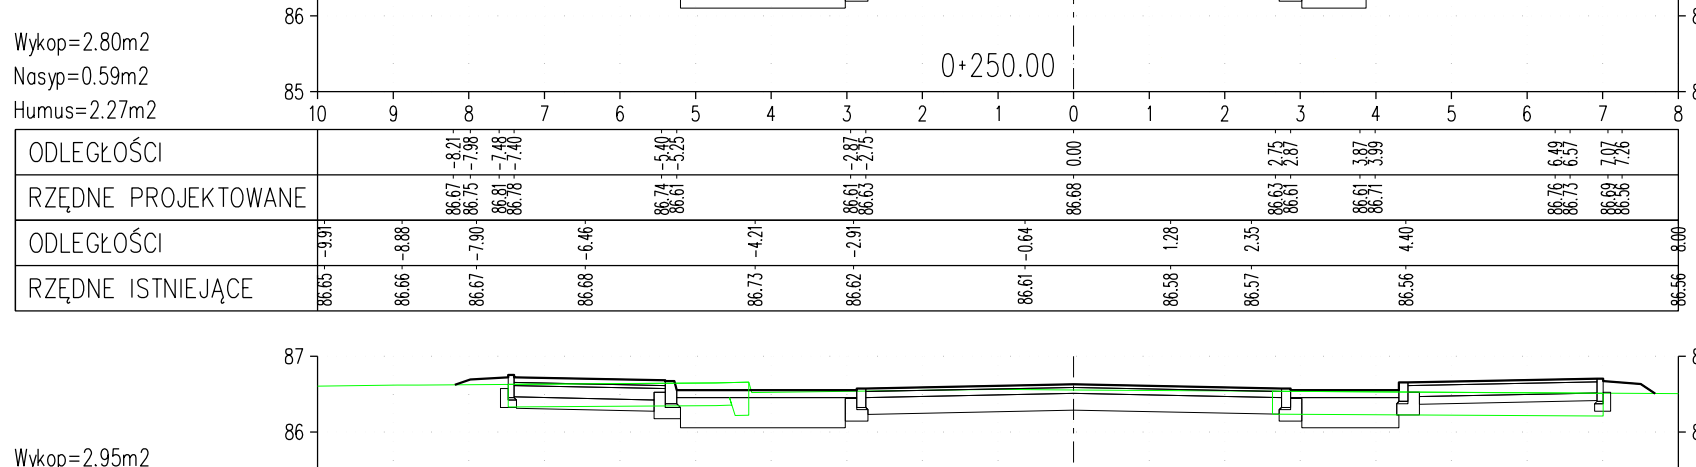 86
Wykop=2.80m2
Nasyp=0.59m2
Humus=2.27m2
0+250.00
85
10 9 8 7 6 5 4 3 2 1 0 1 2 3 4 5 6 7 8
ODLEGŁOŚCI -8.21 -7.98 -7.48 -7.40 -5.40 -5.25 -2.87 -2.75 0.00 2.75 2.87 3.87 3.99 6.49 6.57 7.07 7.26
RZĘDNE PROJEKTOWANE 86.67 86.75 86.81 86.78 86.74 86.61 86.61 86.63 86.68 86.63 86.61 86.61 86.71 86.76 86.73 86.69 86.56
ODLEGŁOŚCI -9.91 -8.88 -7.90 -6.46 -4.21 -2.91 -0.64 1.28 2.35 4.40 8.00
RZĘDNE ISTNIEJĄCE 86.65 86.66 86.67 86.68 86.73 86.62 86.61 86.58 86.57 86.56 86.56
87
86
Wykop=2.95m2